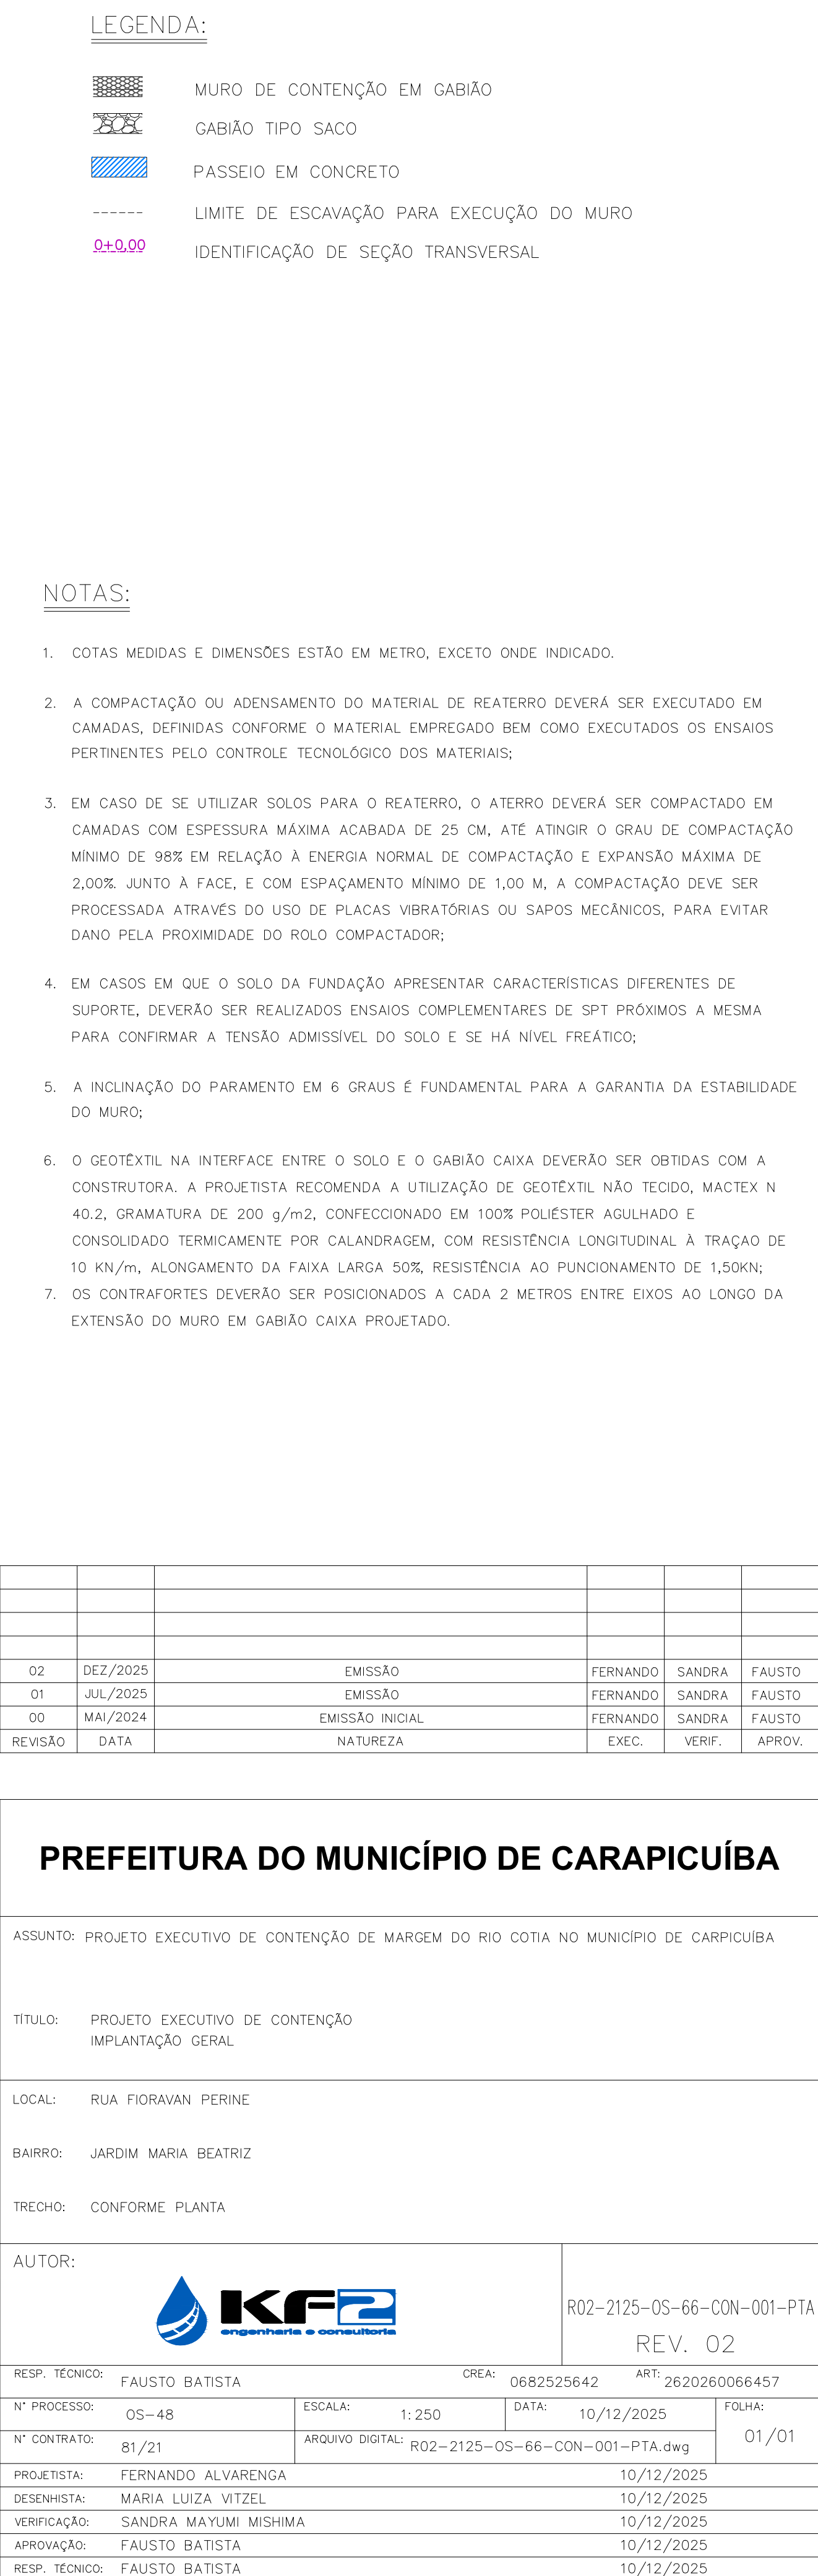 LEGENDA:
MURO DE CONTENÇÃO EM GABIÃO
GABIÃO TIPO SACO
PASSEIO EM CONCRETO
LIMITE DE ESCAVAÇÃO PARA EXECUÇÃO DO MURO
0+0,00 IDENTIFICAÇÃO DE SEÇÃO TRANSVERSAL
NOTAS:
1. COTAS MEDIDAS E DIMENSÕES ESTÃO EM METRO, EXCETO ONDE INDICADO.
2. A COMPACTAÇÃO OU ADENSAMENTO DO MATERIAL DE REATERRO DEVERÁ SER EXECUTADO EM
CAMADAS, DEFINIDAS CONFORME O MATERIAL EMPREGADO BEM COMO EXECUTADOS OS ENSAIOS
PERTINENTES PELO CONTROLE TECNOLÓGICO DOS MATERIAIS;
3. EM CASO DE SE UTILIZAR SOLOS PARA O REATERRO, O ATERRO DEVERÁ SER COMPACTADO EM
CAMADAS COM ESPESSURA MÁXIMA ACABADA DE 25 CM, ATÉ ATINGIR O GRAU DE COMPACTAÇÃO
MÍNIMO DE 98% EM RELAÇÃO À ENERGIA NORMAL DE COMPACTAÇÃO E EXPANSÃO MÁXIMA DE
2,00%. JUNTO À FACE, E COM ESPAÇAMENTO MÍNIMO DE 1,00 M, A COMPACTAÇÃO DEVE SER
PROCESSADA ATRAVÉS DO USO DE PLACAS VIBRATÓRIAS OU SAPOS MECÂNICOS, PARA EVITAR
DANO PELA PROXIMIDADE DO ROLO COMPACTADOR;
4. EM CASOS EM QUE O SOLO DA FUNDAÇÃO APRESENTAR CARACTERÍSTICAS DIFERENTES DE
SUPORTE, DEVERÃO SER REALIZADOS ENSAIOS COMPLEMENTARES DE SPT PRÓXIMOS A MESMA
PARA CONFIRMAR A TENSÃO ADMISSÍVEL DO SOLO E SE HÁ NÍVEL FREÁTICO;
5. A INCLINAÇÃO DO PARAMENTO EM 6 GRAUS É FUNDAMENTAL PARA A GARANTIA DA ESTABILIDADE
DO MURO;
6. O GEOTÊXTIL NA INTERFACE ENTRE O SOLO E O GABIÃO CAIXA DEVERÃO SER OBTIDAS COM A
CONSTRUTORA. A PROJETISTA RECOMENDA A UTILIZAÇÃO DE GEOTÊXTIL NÃO TECIDO, MACTEX N
40.2, GRAMATURA DE 200 g/m2, CONFECCIONADO EM 100% POLIÉSTER AGULHADO E
CONSOLIDADO TERMICAMENTE POR CALANDRAGEM, COM RESISTÊNCIA LONGITUDINAL À TRAÇAO DE
10 KN/m, ALONGAMENTO DA FAIXA LARGA 50%, RESISTÊNCIA AO PUNCIONAMENTO DE 1,50KN;
7. OS CONTRAFORTES DEVERÃO SER POSICIONADOS A CADA 2 METROS ENTRE EIXOS AO LONGO DA
EXTENSÃO DO MURO EM GABIÃO CAIXA PROJETADO.
02 DEZ/2025 EMISSÃO FERNANDO SANDRA FAUSTO
01 JUL/2025 EMISSÃO FERNANDO SANDRA FAUSTO
00 MAI/2024 EMISSÃO INICIAL FERNANDO SANDRA FAUSTO
REVISÃO DATA NATUREZA EXEC. VERIF. APROV.
PREFEITURA DO MUNICÍPIO DE CARAPICUÍBA
ASSUNTO: PROJETO EXECUTIVO DE CONTENÇÃO DE MARGEM DO RIO COTIA NO MUNICÍPIO DE CARPICUÍBA
TÍTULO: PROJETO EXECUTIVO DE CONTENÇÃO
IMPLANTAÇÃO GERAL
LOCAL: RUA FIORAVAN PERINE
BAIRRO: JARDIM MARIA BEATRIZ
TRECHO: CONFORME PLANTA
AUTOR:
KF2
engenharia e consultoria
R02-2125-OS-66-CON-001-PTA
REV. 02
RESP. TÉCNICO: FAUSTO BATISTA CREA: 0682525642 ART: 2620260066457
N° PROCESSO: OS-48 ESCALA: 1:250 DATA: 10/12/2025 FOLHA: 01/01
N° CONTRATO: 81/21 ARQUIVO DIGITAL: R02-2125-OS-66-CON-001-PTA.dwg
PROJETISTA: FERNANDO ALVARENGA 10/12/2025
DESENHISTA: MARIA LUIZA VITZEL 10/12/2025
VERIFICAÇÃO: SANDRA MAYUMI MISHIMA 10/12/2025
APROVAÇÃO: FAUSTO BATISTA 10/12/2025
RESP. TÉCNICO: FAUSTO BATISTA 10/12/2025